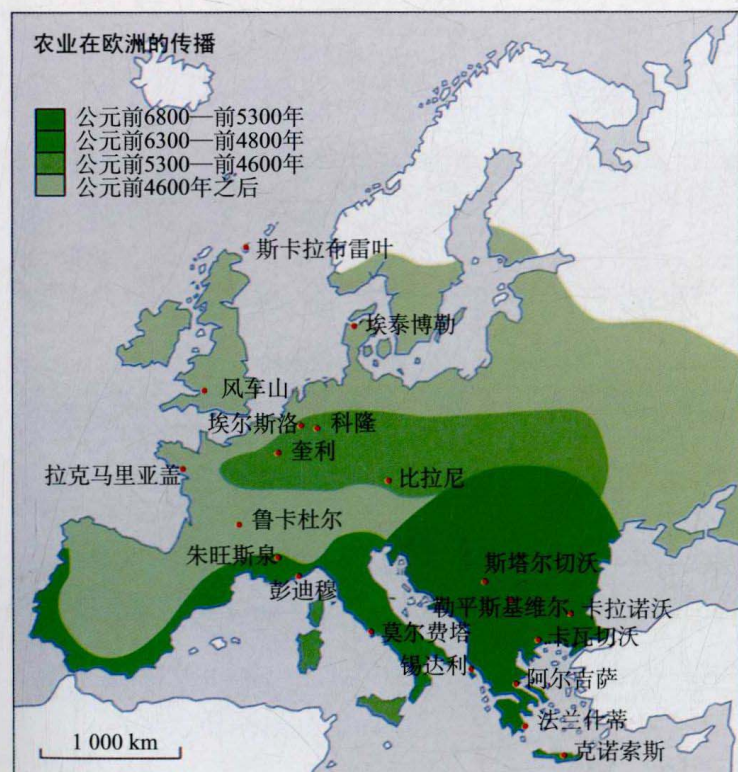 农业在欧洲的传播
公元前6800—前5300年
公元前6300—前4800年
公元前5300—前4600年
公元前4600年之后
斯卡拉布雷叶
埃泰博勒
风车山
埃尔斯洛
科隆
奎利
拉克马里亚盖
比拉尼
鲁卡杜尔
朱旺斯泉
斯塔尔切沃
彭迪穆
勒平斯基维尔
卡拉诺沃
莫尔费塔
卡瓦切沃
锡达利
阿尔吉萨
法兰什蒂
1 000 km
克诺索斯